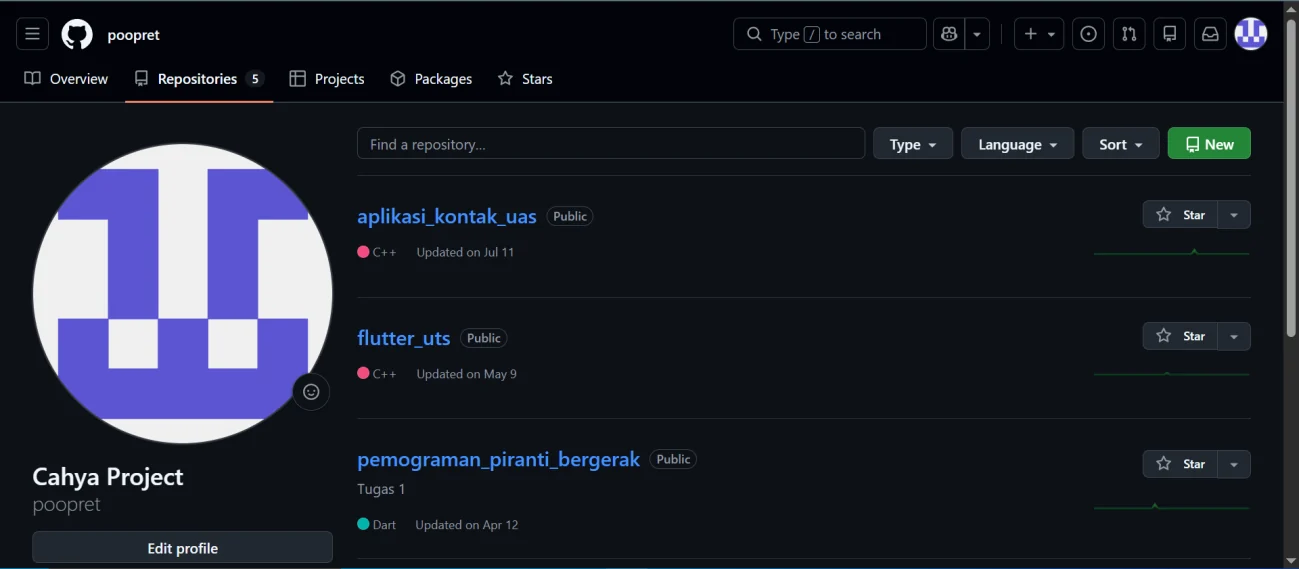 poopret
Type / to search
Overview
Repositories 5
Projects
Packages
Stars
Find a repository...
Type
Language
Sort
New
aplikasi_kontak_uas Public
Star
C++ Updated on Jul 11
flutter_uts Public
Star
C++ Updated on May 9
pemograman_piranti_bergerak Public
Star
Tugas 1
Dart Updated on Apr 12
Cahya Project
poopret
Edit profile